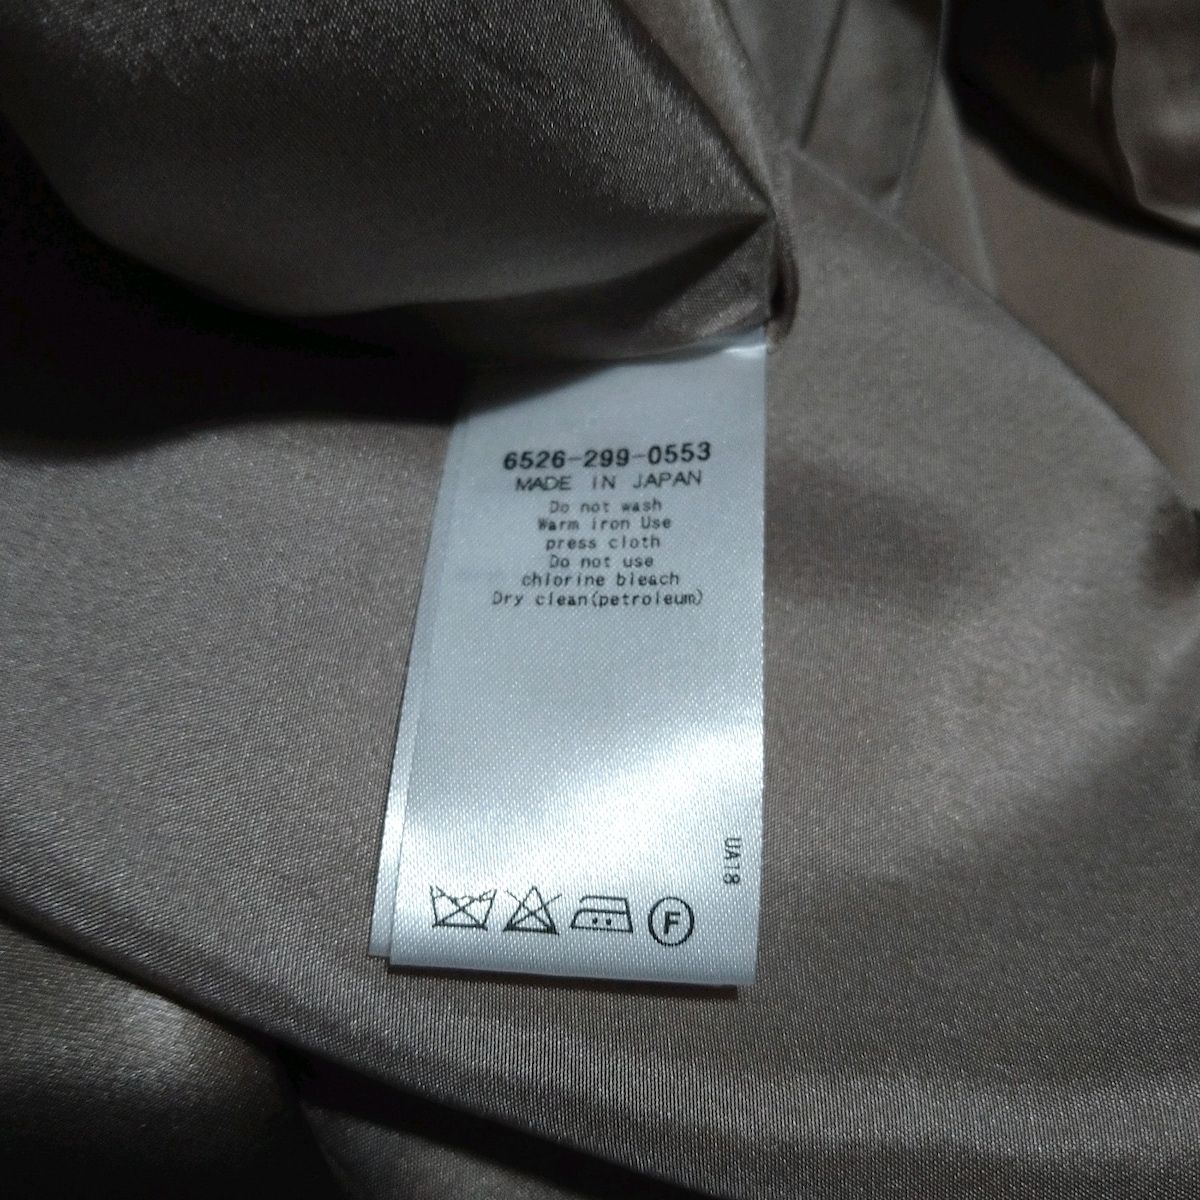 6526-299-0553
MADE IN JAPAN
Do not wash
Warm iron Use
press cloth
Do not use
chlorine bleach
Dry clean(petroleum)
UA18
F